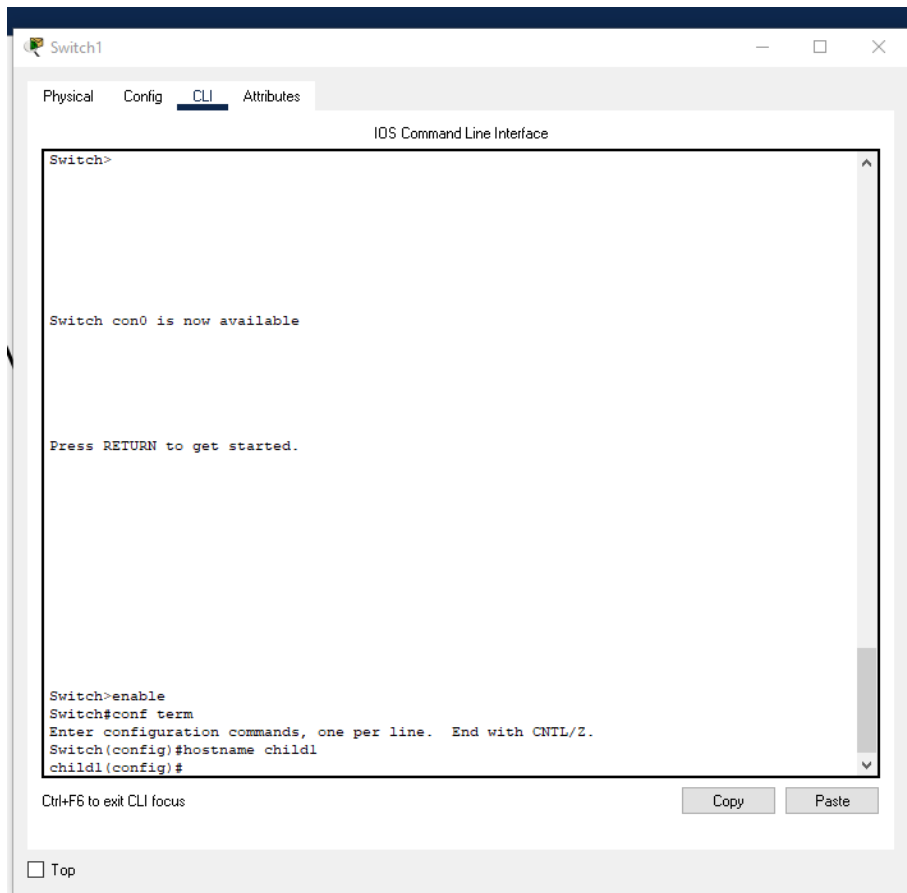 Switch1
Physical Config CLI Attributes
IOS Command Line Interface
Switch>
Switch con0 is now available
Press RETURN to get started.
Switch>enable
Switch#conf term
Enter configuration commands, one per line.  End with CNTL/Z.
Switch(config)#hostname child1
child1(config)#
Ctrl+F6 to exit CLI focus
Copy Paste
Top